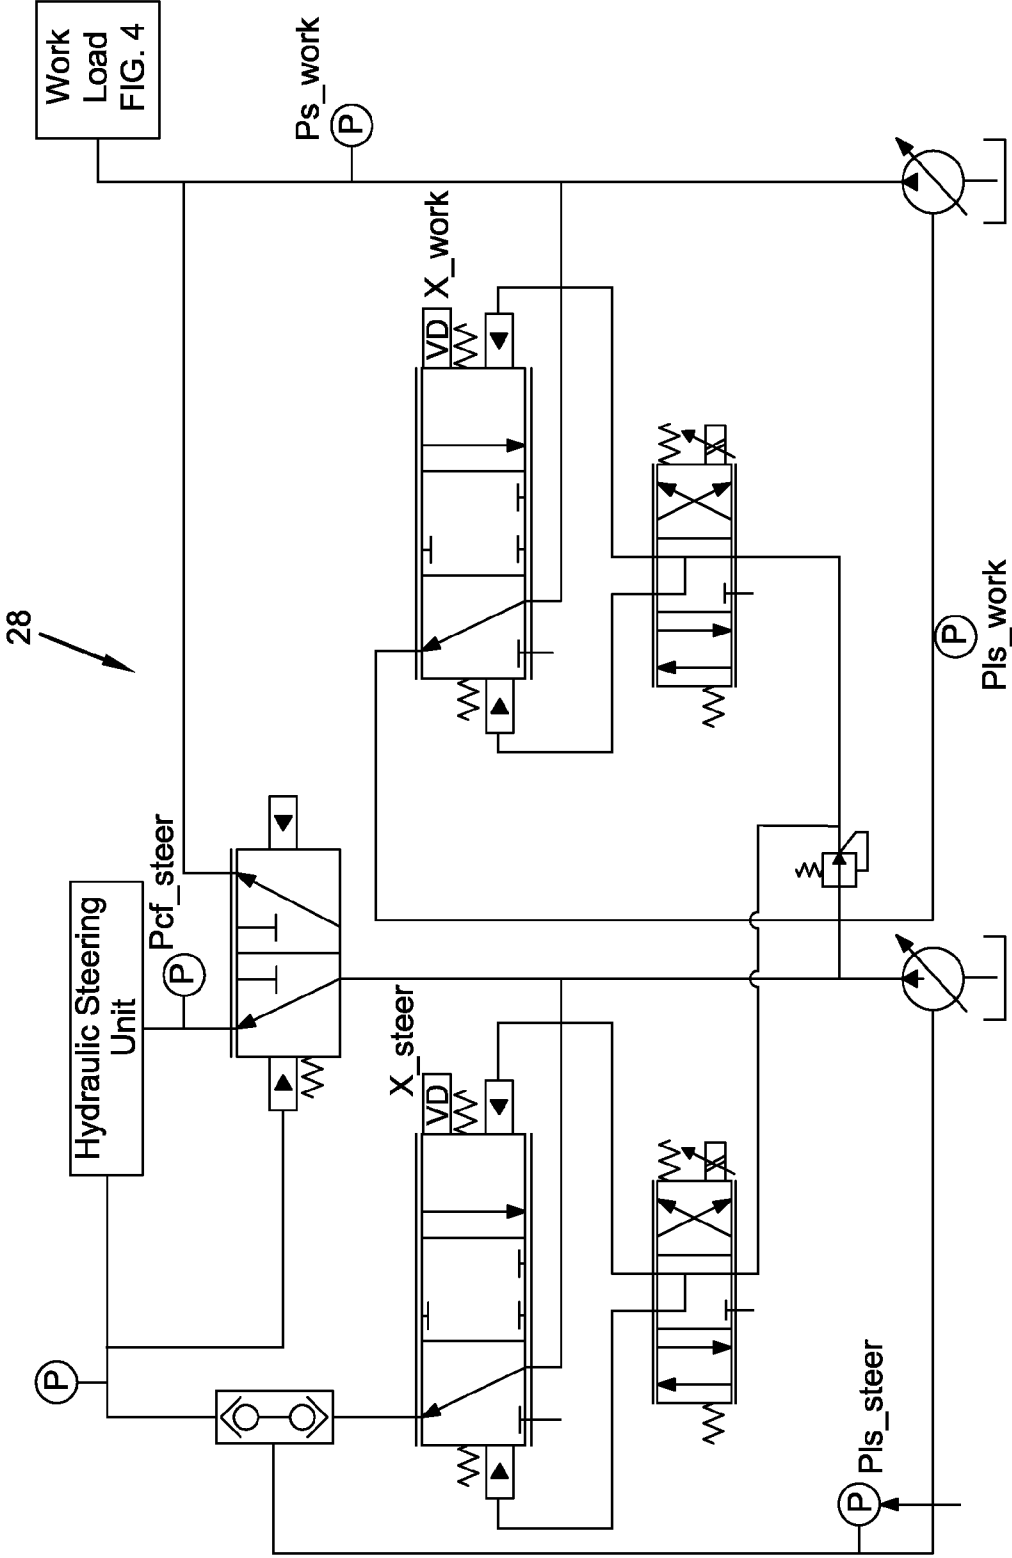 28
Work
Load
FIG. 4
Ps_work
P
X_work
VD
Hydraulic Steering
Unit
Pcf_steer
P
X_steer
VD
P
Pls_work
P
Pls_steer
P